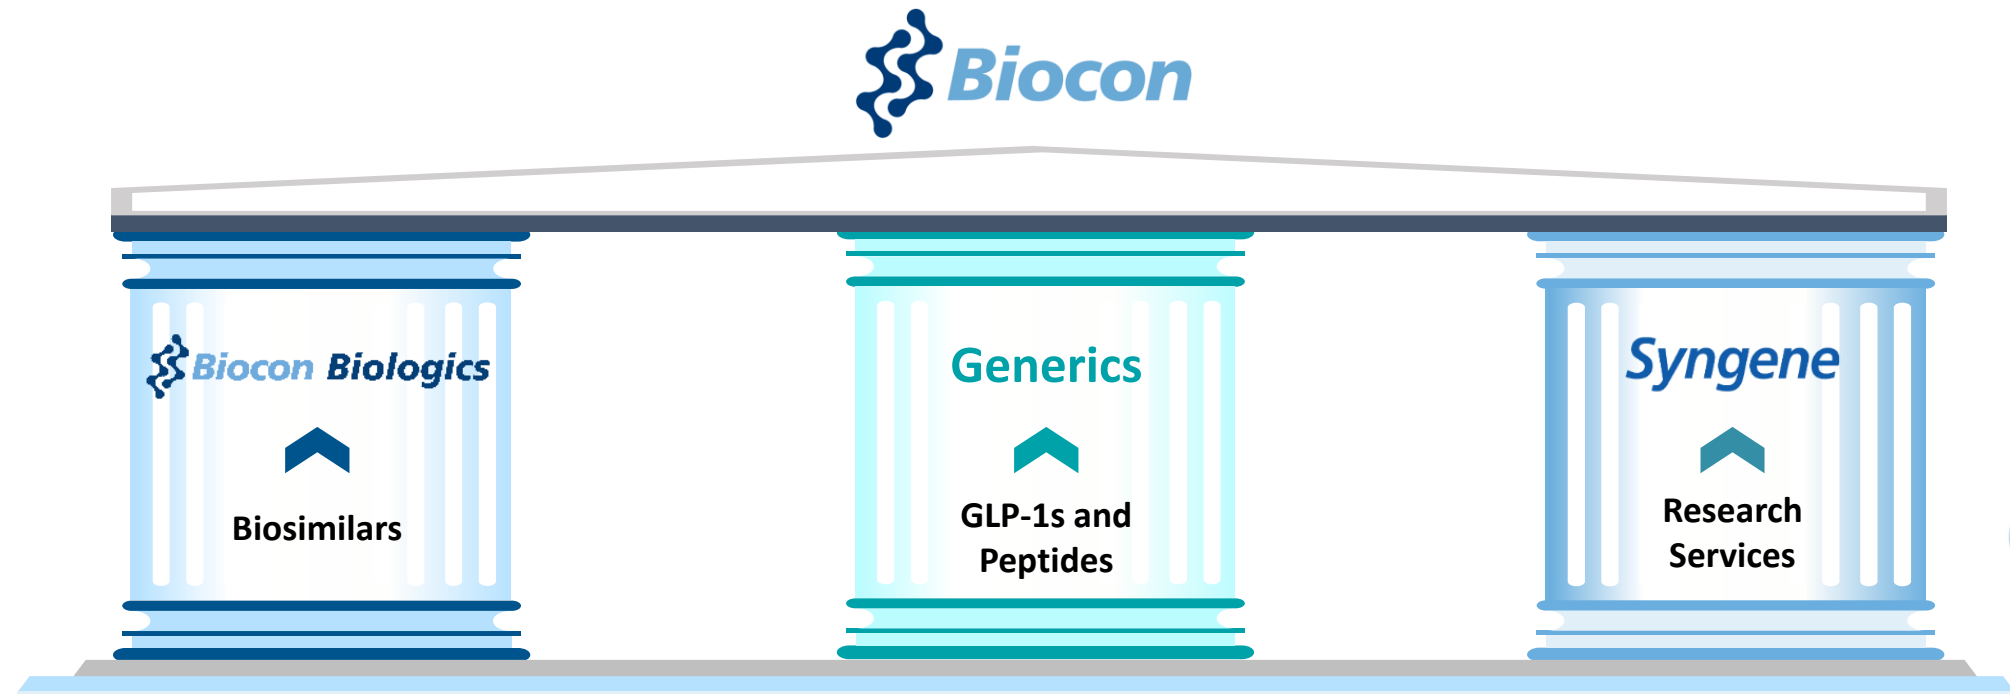 Biocon
Biocon Biologics
Biosimilars
Generics
GLP-1s and
Peptides
Syngene
Research
Services